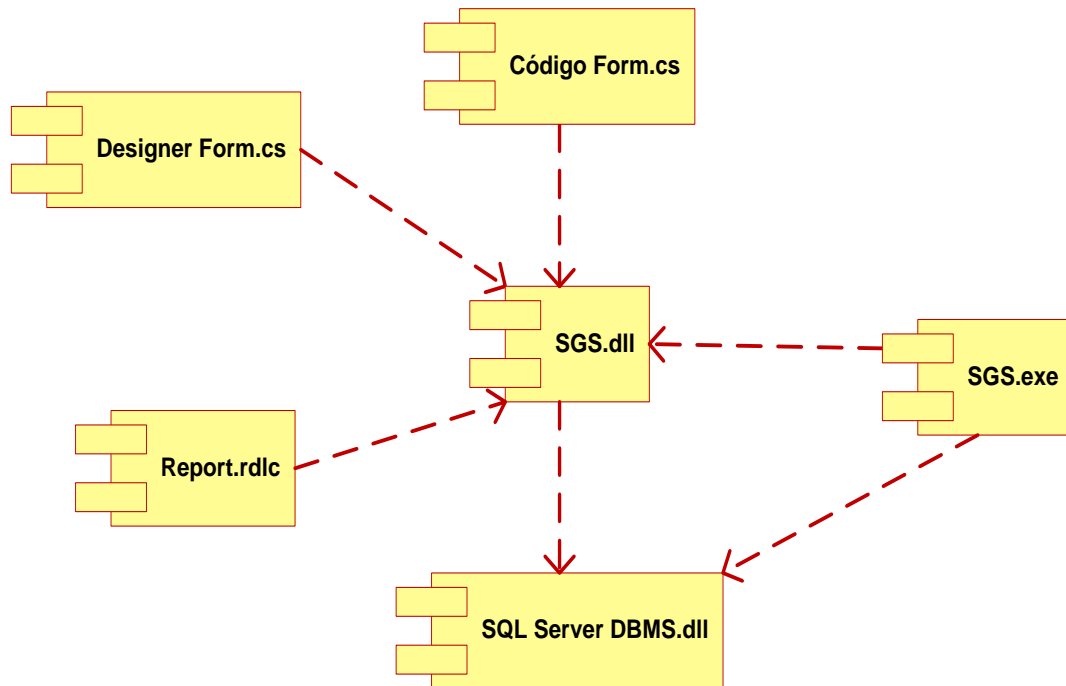 Código Form.cs
Designer Form.cs
SGS.dll
SGS.exe
Report.rdlc
SQL Server DBMS.dll